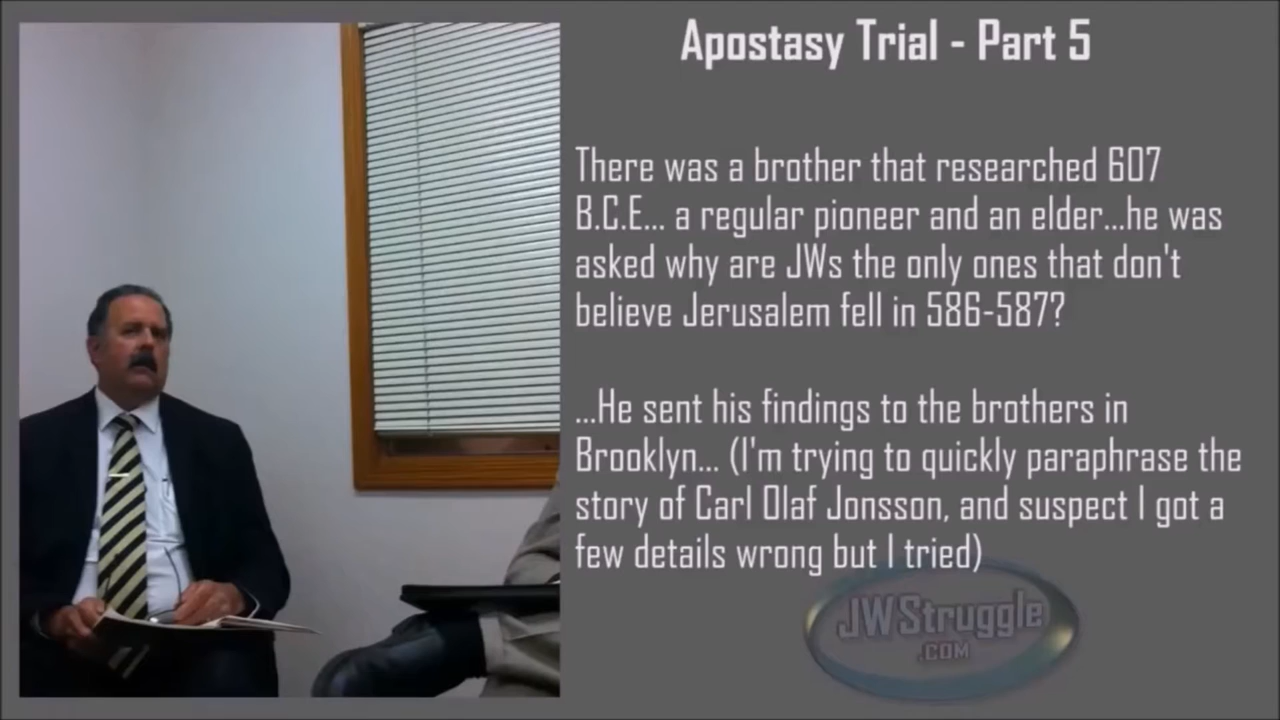 Apostasy Trial - Part 5
There was a brother that researched 607
B.C.E... a regular pioneer and an elder...he was
asked why are JWs the only ones that don't
believe Jerusalem fell in 586-587?
...He sent his findings to the brothers in
Brooklyn... (I'm trying to quickly paraphrase the
story of Carl Olaf Jonsson, and suspect I got a
few details wrong but I tried)
JWStruggle
.COM